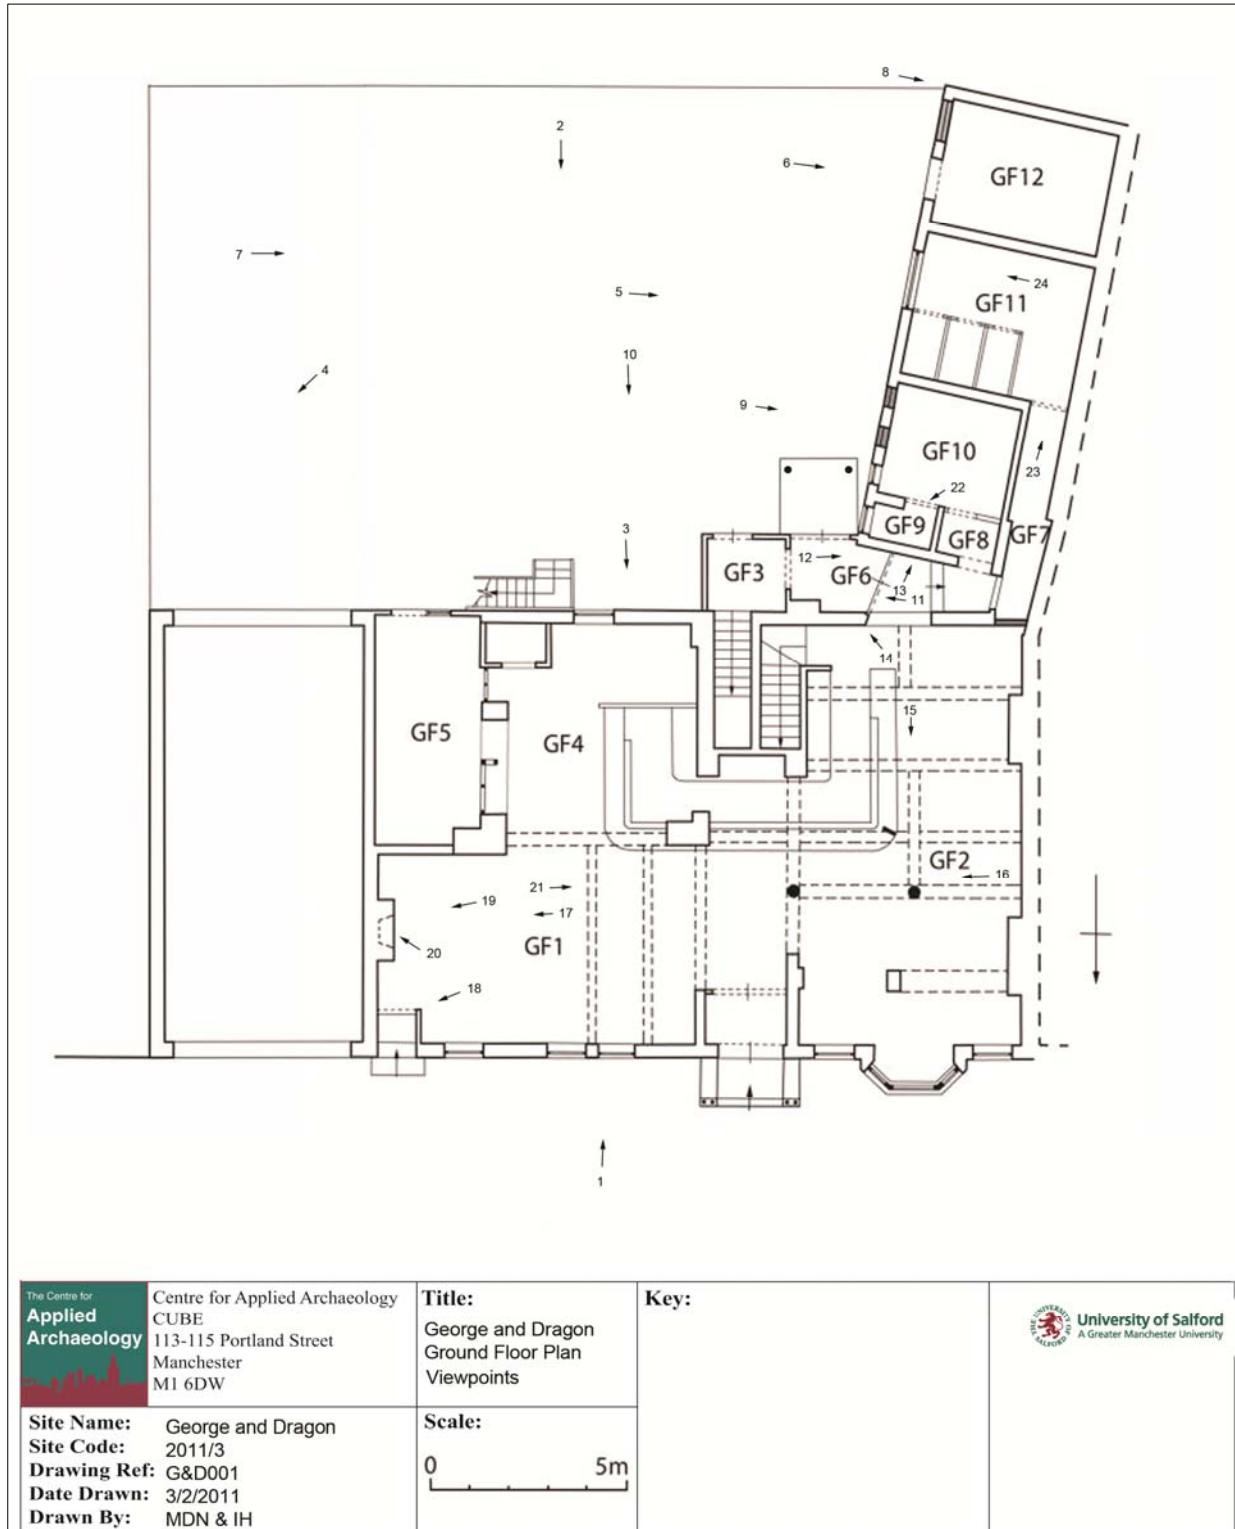 8
2
6
GF12
7
24
5
GF11
10
4
9
GF10
23
22
3
GF9
GF8
GF7
12
GF3
GF6
13
11
14
15
GF5
GF4
GF2
16
21
19
17
GF1
20
18
1
The Centre for
Applied
Archaeology
Centre for Applied Archaeology
CUBE
113-115 Portland Street
Manchester
M1 6DW
Title:
George and Dragon
Ground Floor Plan
Viewpoints
Key:
THE UNIVERSITY OF SALFORD
University of Salford
A Greater Manchester University
Site Name: George and Dragon
Site Code: 2011/3
Drawing Ref: G&D001
Date Drawn: 3/2/2011
Drawn By: MDN & IH
Scale:
0 5m